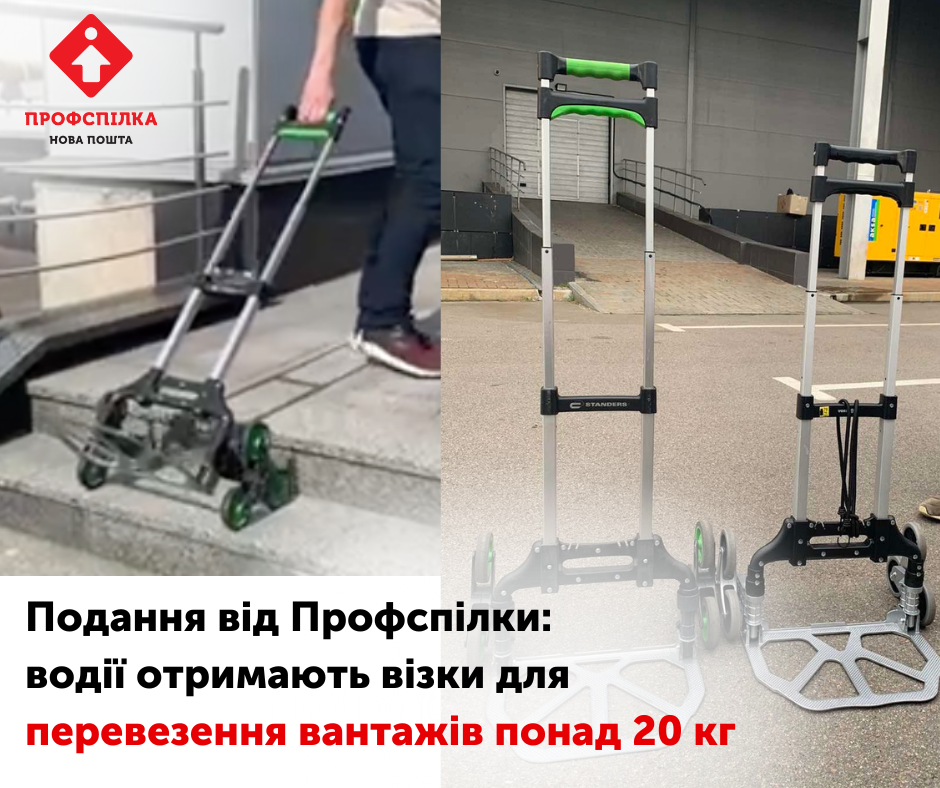 ПРОФСПІЛКА
НОВА ПОШТА
STANDERS
Подання від Профспілки:
водії отримають візки для
перевезення вантажів понад 20 кг